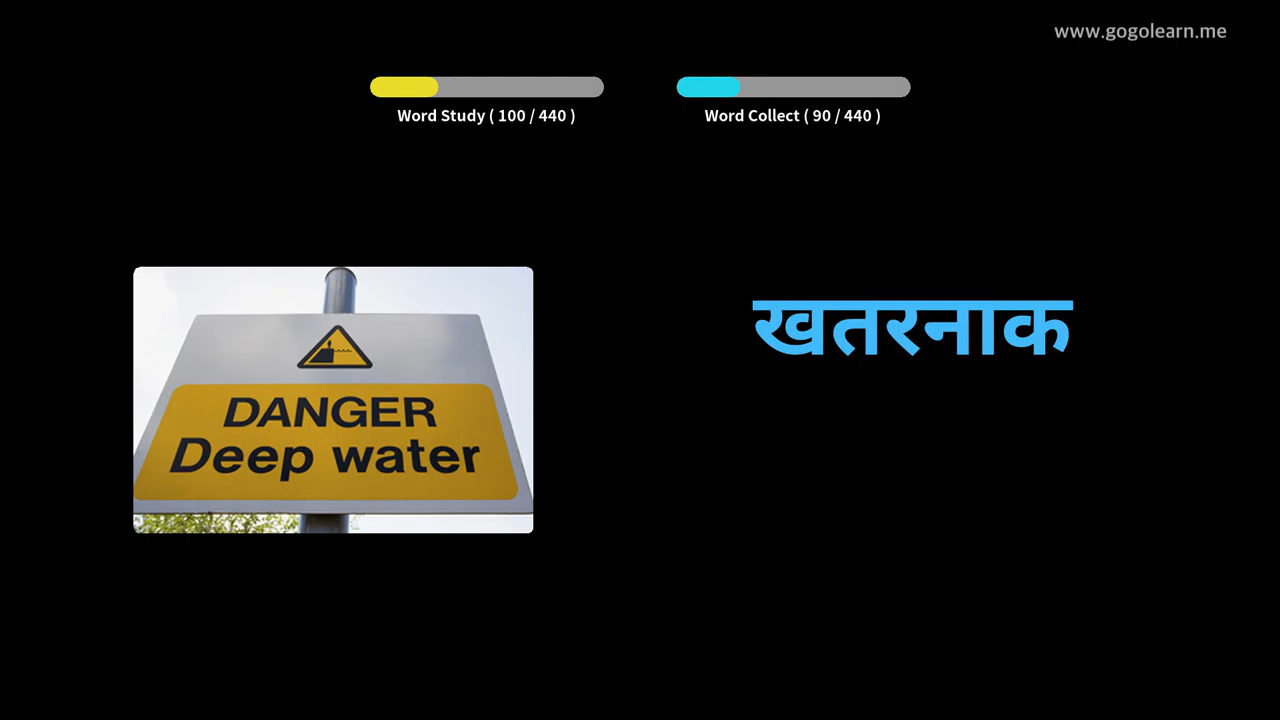 www.gogolearn.me
Word Study ( 100 / 440 )
Word Collect ( 90 / 440 )
DANGER
Deep water
खतरनाक